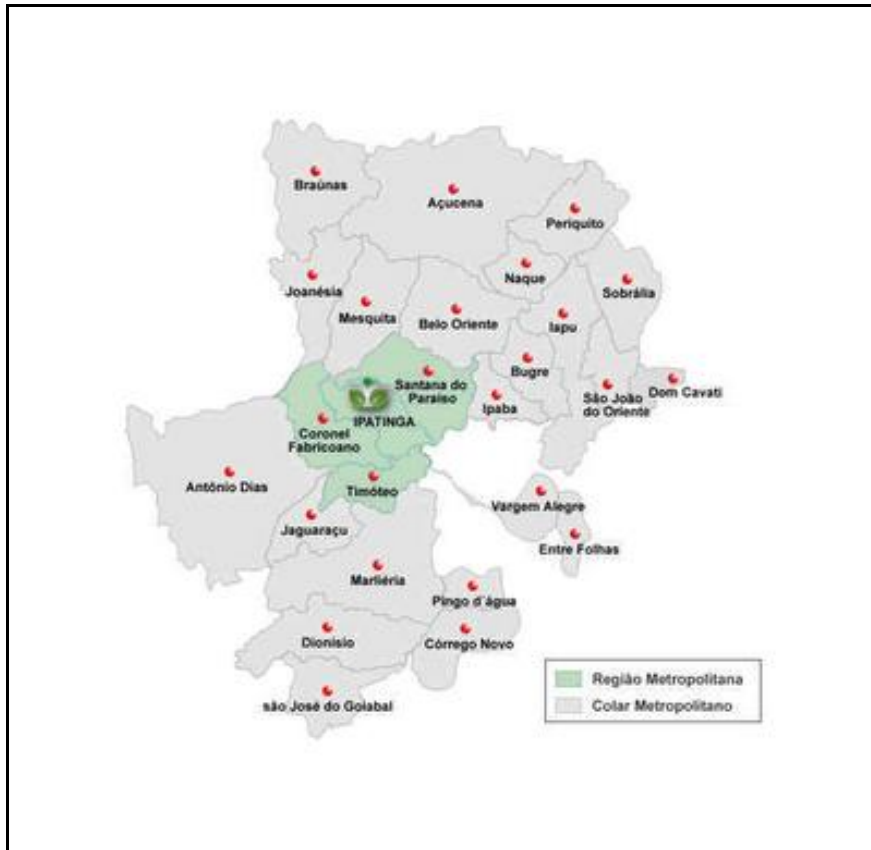 Braúnas
Açucena
Periquito
Naque
Joanésia
Sobrália
Mesquita
Belo Oriente
Iapu
Bugre
Santana do
Paraíso
Dom Cavati
São João
do Oriente
Ipaba
IPATINGA
Coronel
Fabricoano
Antônio Dias
Timóteo
Vargem Alegre
Jaguaraçu
Entre Folhas
Marliéria
Pingo d'água
Dionísio
Córrego Novo
são José do Goiabal
Região Metropolitana
Colar Metropolitano